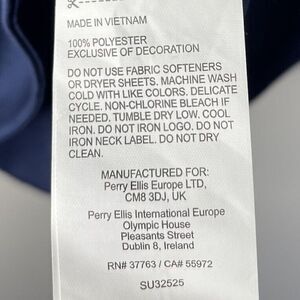 MADE IN VIETNAM
100% POLYESTER
EXCLUSIVE OF DECORATION
DO NOT USE FABRIC SOFTENERS
OR DRYER SHEETS. MACHINE WASH
COLD WITH LIKE COLORS. DELICATE
CYCLE. NON-CHLORINE BLEACH IF
NEEDED. TUMBLE DRY LOW. COOL
IRON. DO NOT IRON LOGO. DO NOT
IRON NECK LABEL. DO NOT DRY
CLEAN.
MANUFACTURED FOR:
Perry Ellis Europe LTD,
CM8 3DJ, UK
Perry Ellis International Europe
Olympic House
Pleasants Street
Dublin 8, Ireland
RN# 37763 / CA# 55972
SU32525